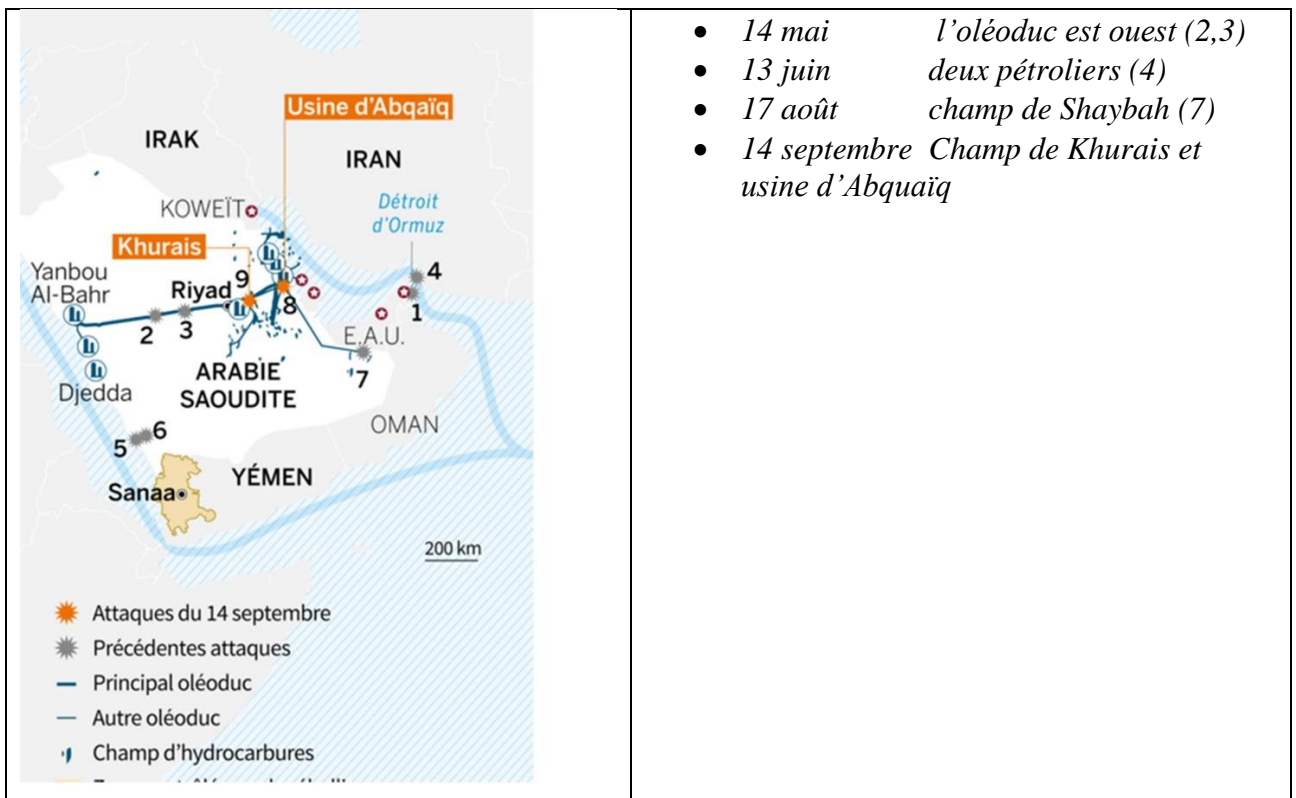 Usine d'Abqaïq
IRAK
IRAN
KOWEÏT
Détroit
d'Ormuz
Khurais
Yanbou
Al-Bahr
Riyad
9
4
8
1
2
3
E.A.U.
7
ARABIE
SAOUDITE
Djedda
OMAN
5
6
YÉMEN
Sanaa
200 km
Attaques du 14 septembre
Précédentes attaques
Principal oléoduc
Autre oléoduc
Champ d'hydrocarbures
• 14 mai l'oléoduc est ouest (2,3)
• 13 juin deux pétroliers (4)
• 17 août champ de Shaybah (7)
• 14 septembre Champ de Khurais et
usine d'Abquaïq